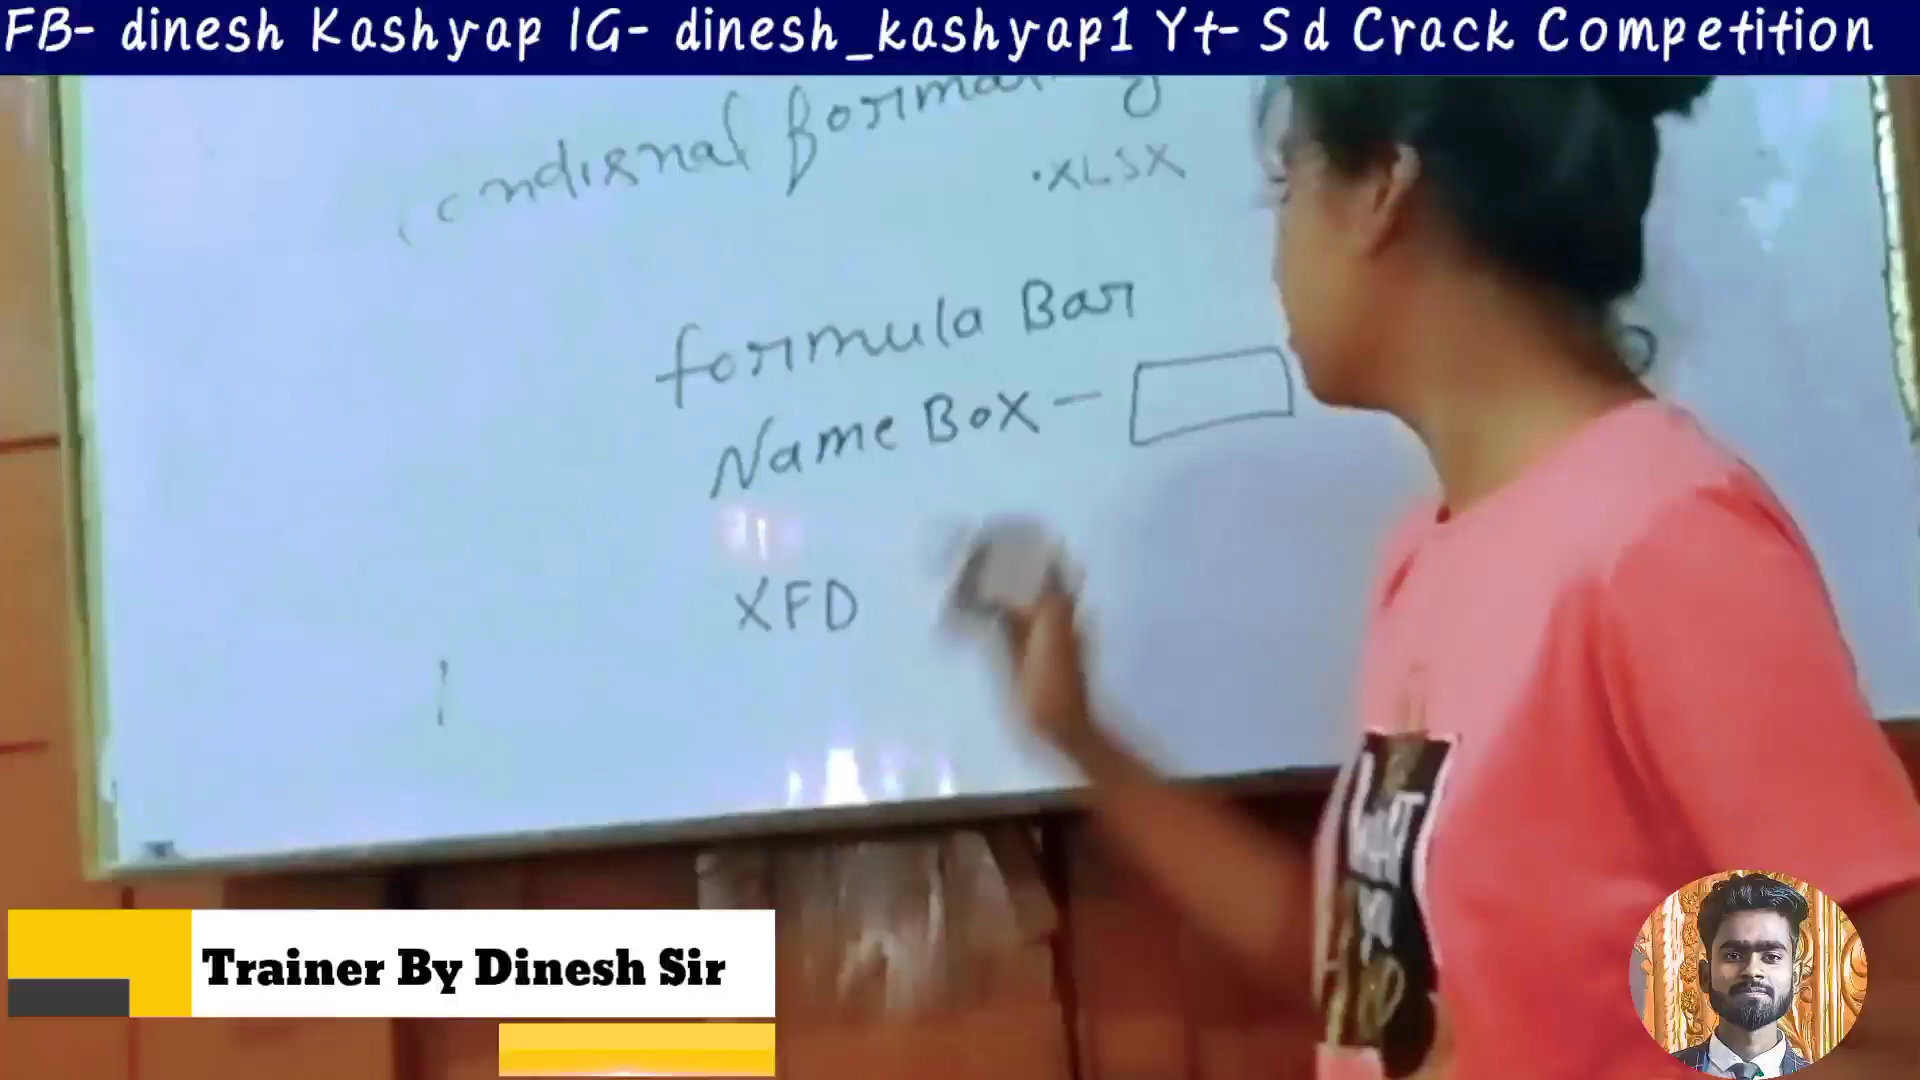 FB- dinesh Kashyap IG- dinesh_kashyap1 Yt- Sd Crack Competition
condisnal
.XLSX
formula Bar
Name Box -
XFD
Trainer By Dinesh Sir